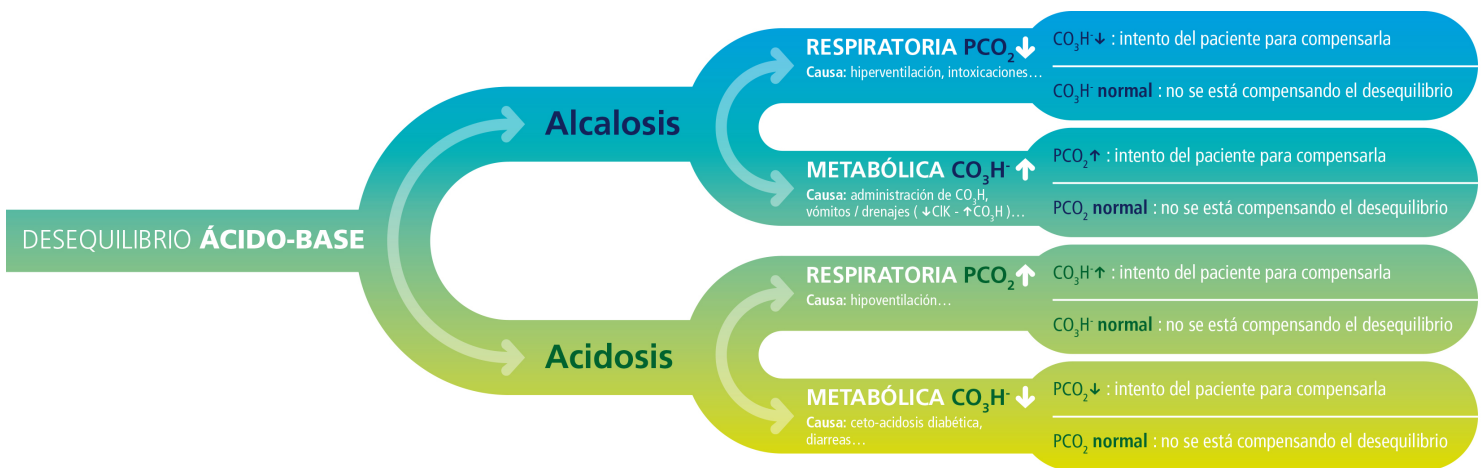 DESEQUILIBRIO ÁCIDO-BASE
Alcalosis
RESPIRATORIA PCO₂↓
Causa: hiperventilación, intoxicaciones…
CO₃H⁻↓ : intento del paciente para compensarla
CO₃H⁻ normal : no se está compensando el desequilibrio
METABÓLICA CO₃H⁻↑
Causa: administración de CO₃H,
vómitos / drenajes ( ↓ClK - ↑CO₃H )…
PCO₂↑ : intento del paciente para compensarla
PCO₂ normal : no se está compensando el desequilibrio
Acidosis
RESPIRATORIA PCO₂↑
Causa: hipoventilación…
CO₃H⁻↑ : intento del paciente para compensarla
CO₃H⁻ normal : no se está compensando el desequilibrio
METABÓLICA CO₃H⁻↓
Causa: ceto-acidosis diabética,
diarreas…
PCO₂↓ : intento del paciente para compensarla
PCO₂ normal : no se está compensando el desequilibrio